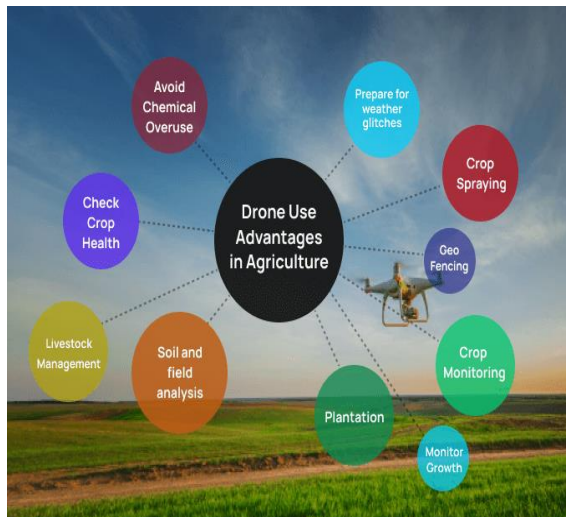 Avoid
Chemical
Overuse
Prepare for
weather
glitches
Crop
Spraying
Check
Crop
Health
Drone Use
Advantages
in Agriculture
Geo
Fencing
Livestock
Management
Soil and
field
analysis
Crop
Monitoring
Plantation
Monitor
Growth